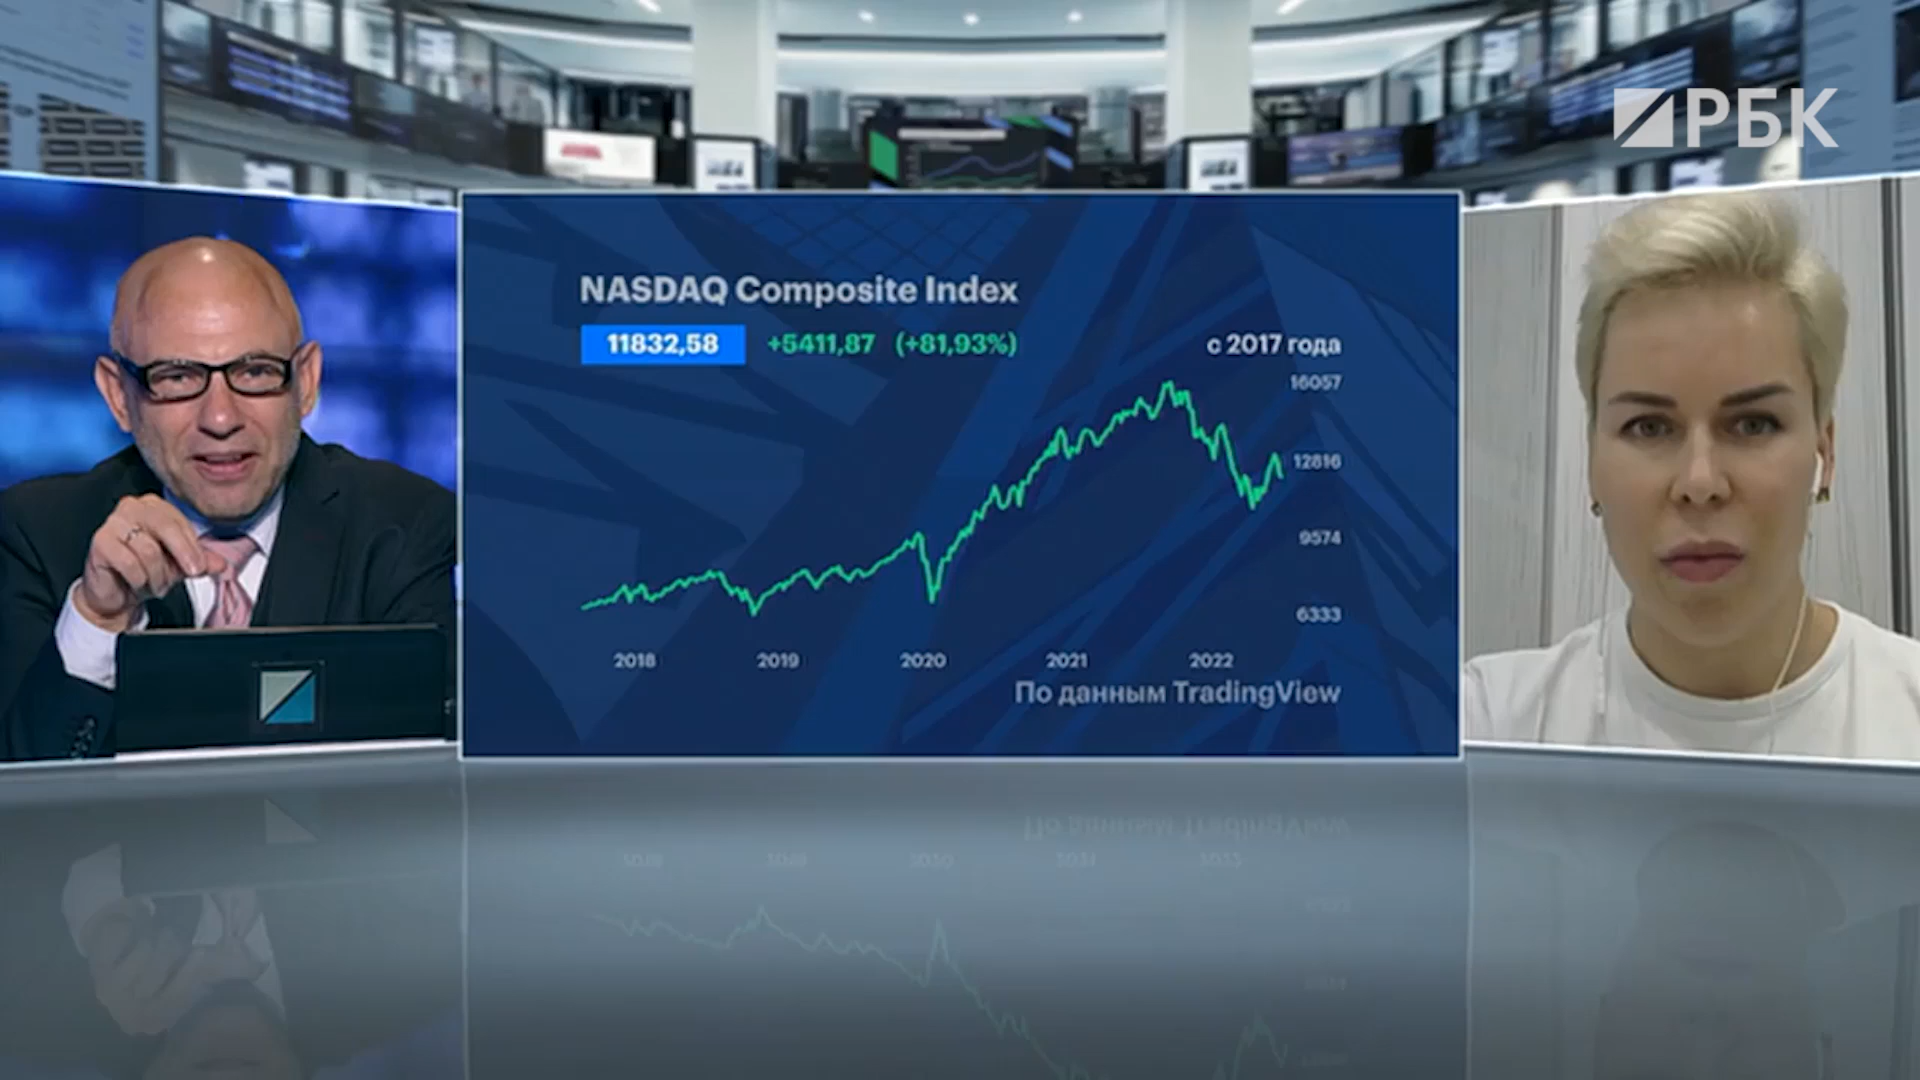 РБК
NASDAQ Composite Index
11832,58 +5411,87 (+81,93%) с 2017 года
16057
12816
9574
6333
2018 2019 2020 2021 2022
По данным TradingView